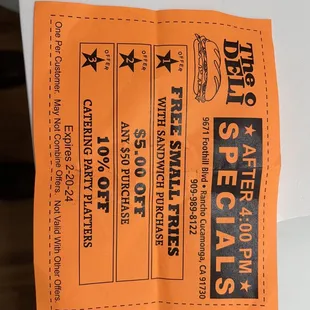 The O
DELI
★ AFTER 4:00 PM ★
SPECIALS
9671 Foothill Blvd • Rancho Cucamonga, CA 91730
909-989-8122
OFFER
1
FREE SMALL FRIES
WITH SANDWICH PURCHASE
OFFER
2
$5.00 OFF
ANY $50 PURCHASE
OFFER
3
10% OFF
CATERING PARTY PLATTERS
Expires 2-20-24
One Per Customer. May Not Combine Offers. Not Valid With Other Offers.